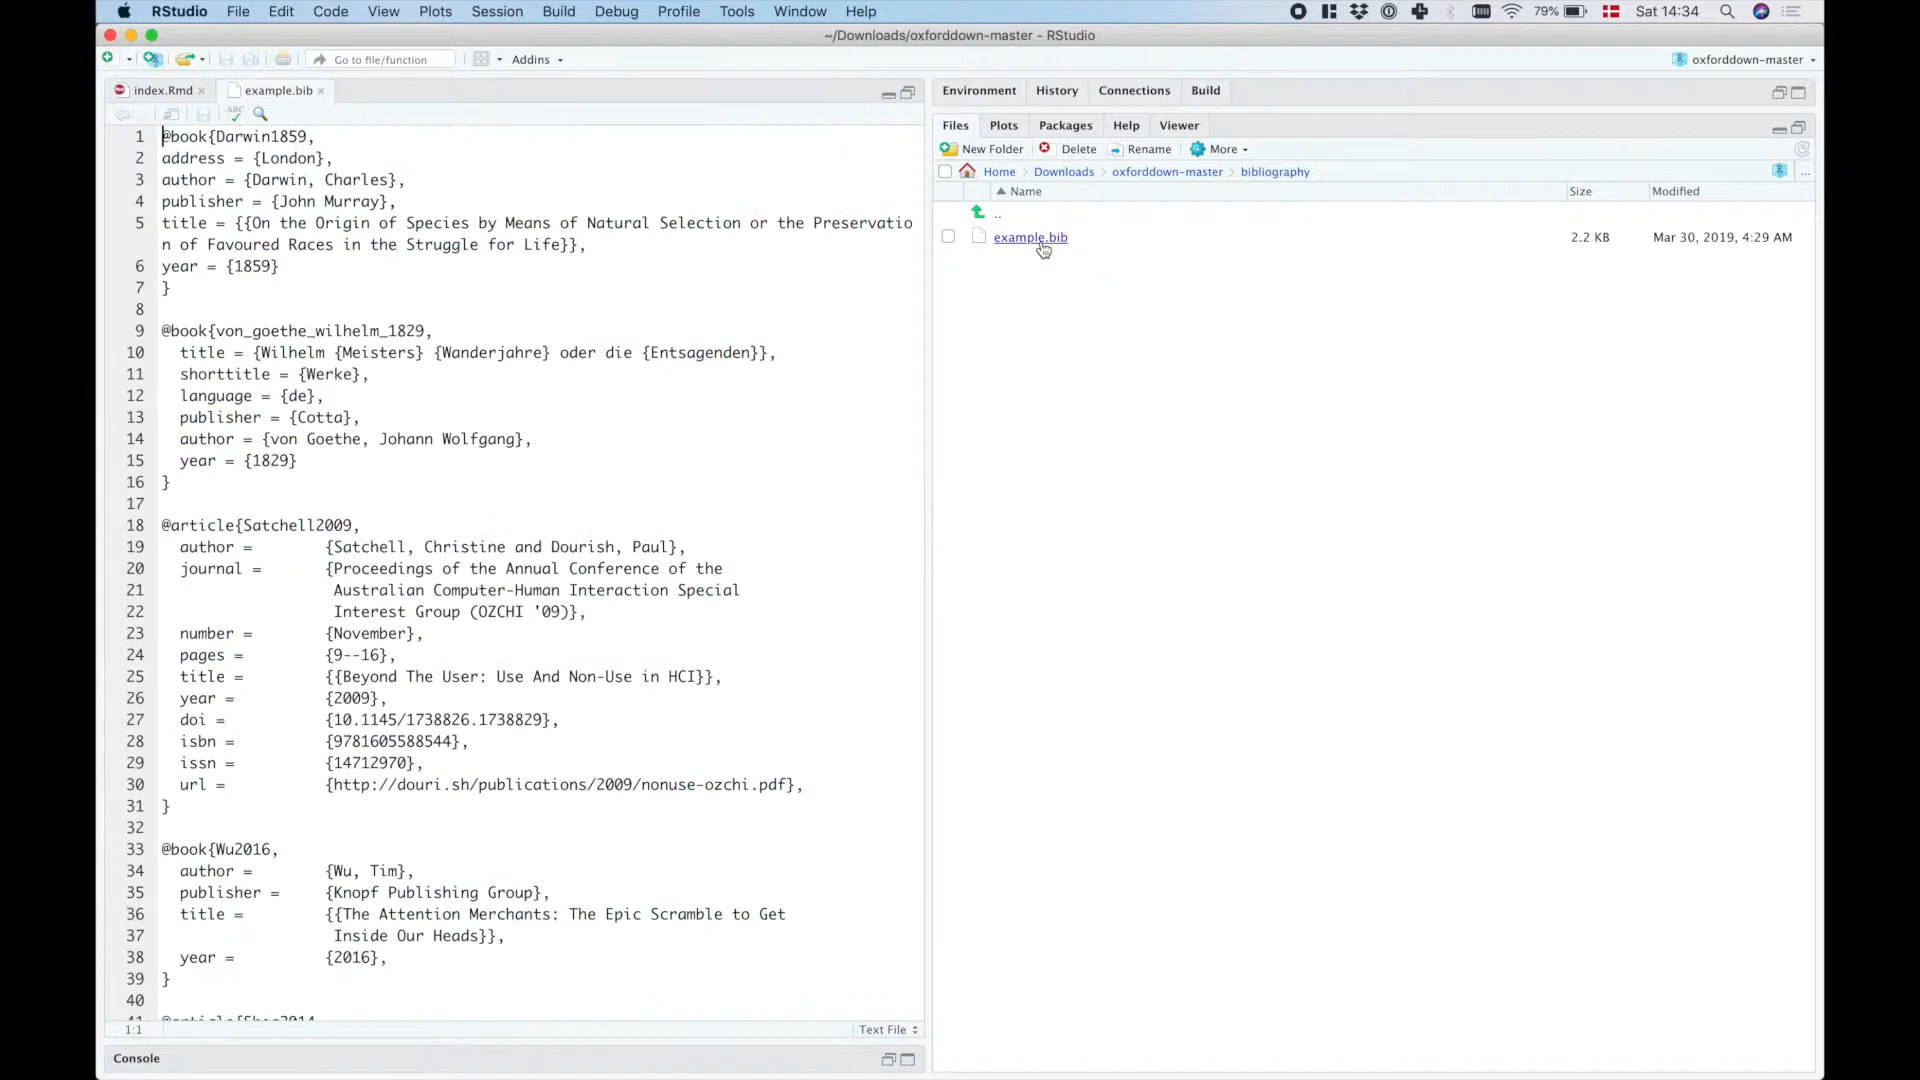 RStudio File Edit Code View Plots Session Build Debug Profile Tools Window Help 79% Sat 14:34
~/Downloads/oxforddown-master - RStudio
Go to file/function Addins oxforddown-master
index.Rmd example.bib
Environment History Connections Build
ABC
1 @book{Darwin1859,
2 address = {London},
3 author = {Darwin, Charles},
4 publisher = {John Murray},
5 title = {{On the Origin of Species by Means of Natural Selection or the Preservatio
n of Favoured Races in the Struggle for Life}},
6 year = {1859}
7 }
8
9 @book{von_goethe_wilhelm_1829,
10 title = {Wilhelm {Meisters} {Wanderjahre} oder die {Entsagenden}},
11 shorttitle = {Werke},
12 language = {de},
13 publisher = {Cotta},
14 author = {von Goethe, Johann Wolfgang},
15 year = {1829}
16 }
17
18 @article{Satchell2009,
19 author = {Satchell, Christine and Dourish, Paul},
20 journal = {Proceedings of the Annual Conference of the
21 Australian Computer-Human Interaction Special
22 Interest Group (OZCHI '09)},
23 number = {November},
24 pages = {9--16},
25 title = {{Beyond The User: Use And Non-Use in HCI}},
26 year = {2009},
27 doi = {10.1145/1738826.1738829},
28 isbn = {9781605588544},
29 issn = {14712970},
30 url = {http://douri.sh/publications/2009/nonuse-ozchi.pdf},
31 }
32
33 @book{Wu2016,
34 author = {Wu, Tim},
35 publisher = {Knopf Publishing Group},
36 title = {{The Attention Merchants: The Epic Scramble to Get
37 Inside Our Heads}},
38 year = {2016},
39 }
40
1:1 Text File
Console
Files Plots Packages Help Viewer
New Folder Delete Rename More
Home Downloads oxforddown-master bibliography ...
Name Size Modified
..
example.bib 2.2 KB Mar 30, 2019, 4:29 AM